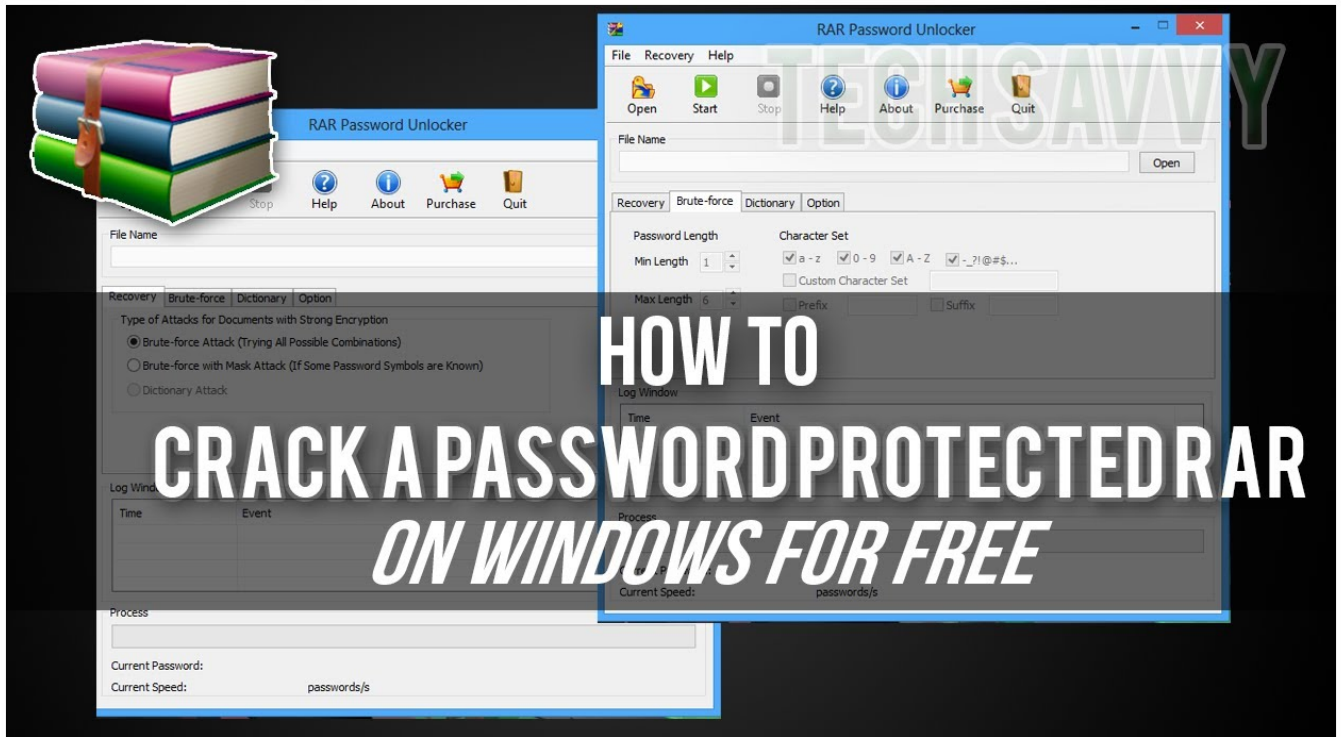 RAR Password Unlocker
File Recovery Help
Open Start Stop Help About Purchase Quit
TECH SAVVY
File Name
Open
Recovery Brute-force Dictionary Option
Password Length Character Set
Min Length 1 a - z 0 - 9 A - Z -_?!@#$...
Custom Character Set
Max Length 6 Prefix Suffix
Log Window
Time Event
Process
Current Speed: passwords/s
RAR Password Unlocker
Stop Help About Purchase Quit
File Name
Recovery Brute-force Dictionary Option
Type of Attacks for Documents with Strong Encryption
Brute-force Attack (Trying All Possible Combinations)
Brute-force with Mask Attack (If Some Password Symbols are Known)
Dictionary Attack
Log Wind
Time Event
Process
Current Password:
Current Speed: passwords/s
HOW TO
CRACK A PASSWORD PROTECTED RAR
ON WINDOWS FOR FREE